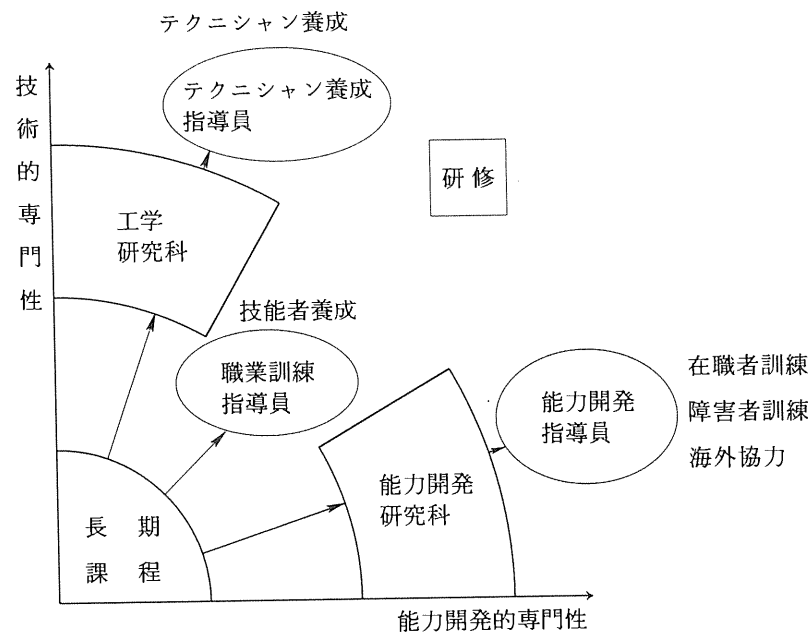 テクニシャン養成
テクニシャン養成
指導員
技術的専門性
研修
工学
研究科
技能者養成
職業訓練
指導員
能力開発
指導員
在職者訓練
障害者訓練
海外協力
能力開発
研究科
長期
課程
能力開発的専門性